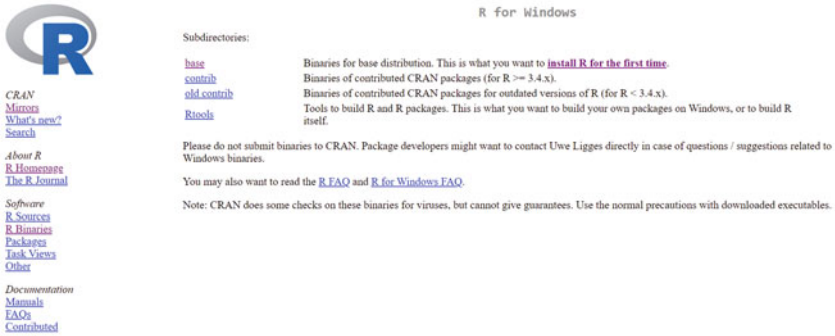 R
CRAN
Mirrors
What's new?
Search
About R
R Homepage
The R Journal
Software
R Sources
R Binaries
Packages
Task Views
Other
Documentation
Manuals
FAQs
Contributed
R for Windows
Subdirectories:
base Binaries for base distribution. This is what you want to install R for the first time.
contrib Binaries of contributed CRAN packages (for R >= 3.4.x).
old contrib Binaries of contributed CRAN packages for outdated versions of R (for R < 3.4.x).
Rtools Tools to build R and R packages. This is what you want to build your own packages on Windows, or to build R
itself.
Please do not submit binaries to CRAN. Package developers might want to contact Uwe Ligges directly in case of questions / suggestions related to
Windows binaries.
You may also want to read the R FAQ and R for Windows FAQ.
Note: CRAN does some checks on these binaries for viruses, but cannot give guarantees. Use the normal precautions with downloaded executables.